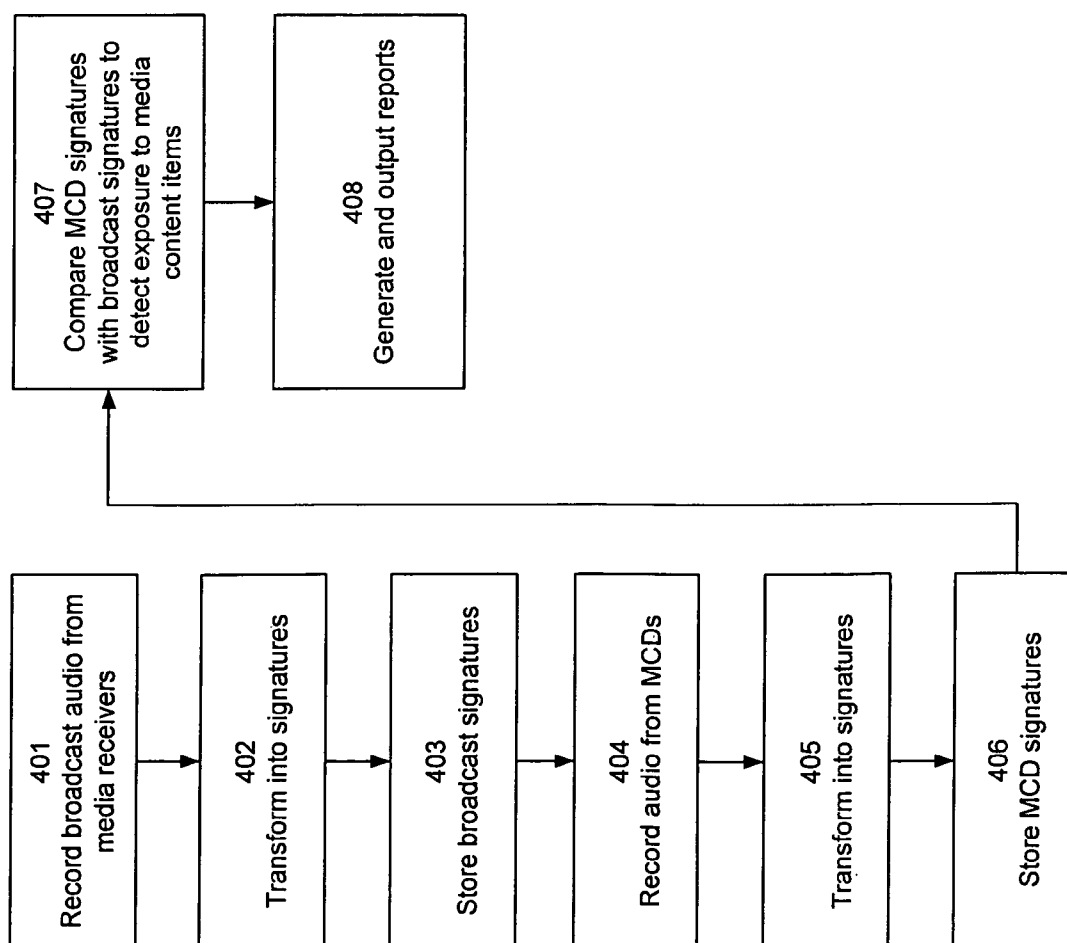 401
Record broadcast audio from
media receivers
402
Transform into signatures
403
Store broadcast signatures
404
Record audio from MCDs
405
Transform into signatures
406
Store MCD signatures
407
Compare MCD signatures
with broadcast signatures to
detect exposure to media
content items
408
Generate and output reports